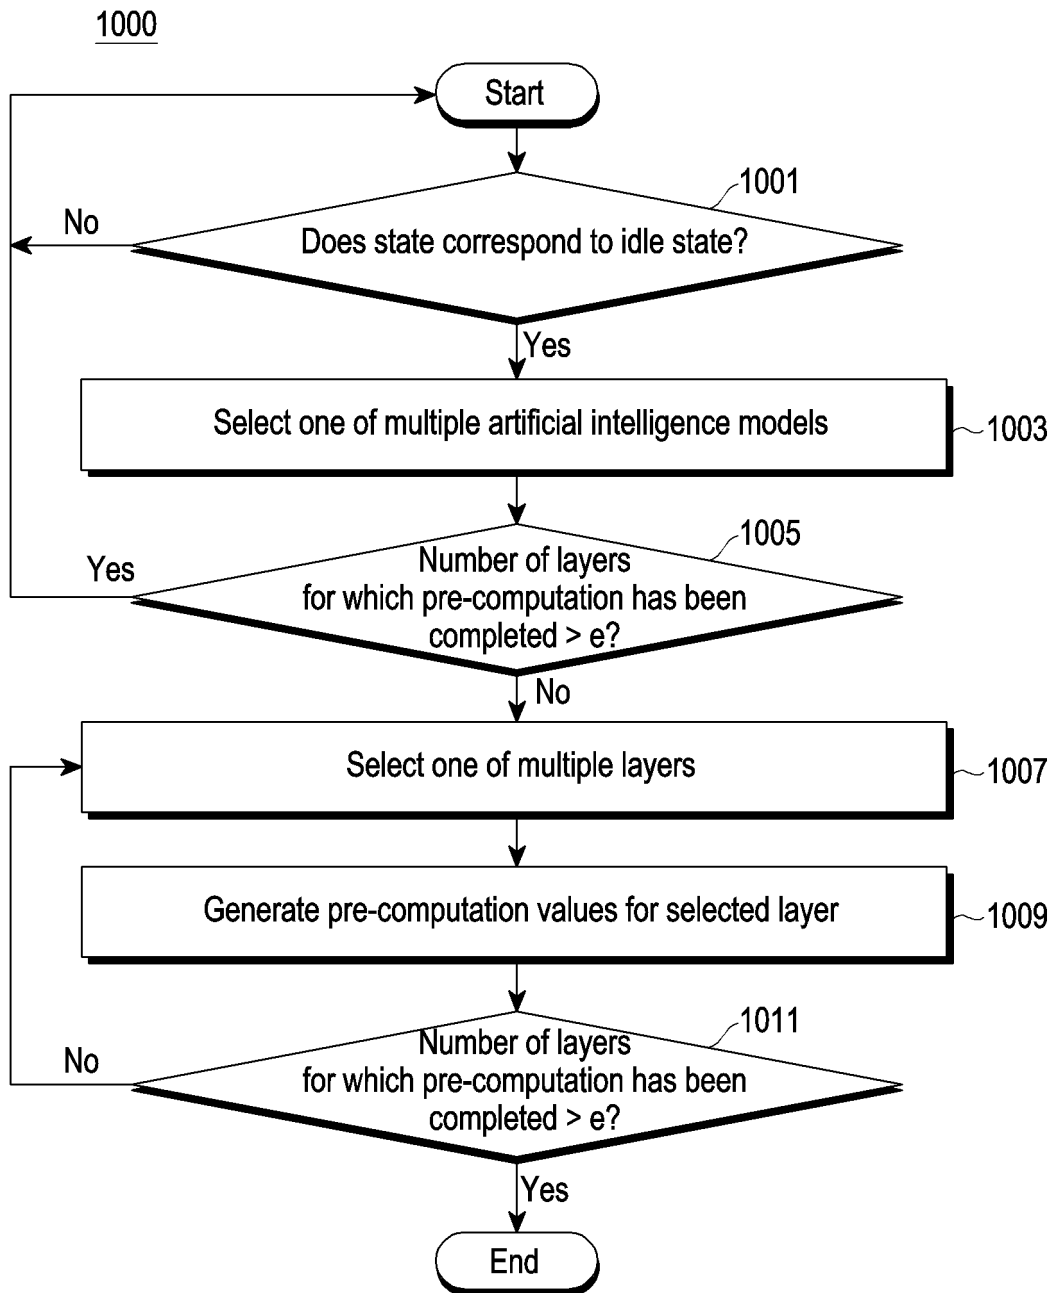 1000
Start
1001
Does state correspond to idle state?
No
Yes
Select one of multiple artificial intelligence models
1003
1005
Number of layers
for which pre-computation has been
completed > e?
Yes
No
Select one of multiple layers
1007
Generate pre-computation values for selected layer
1009
1011
Number of layers
for which pre-computation has been
completed > e?
No
Yes
End